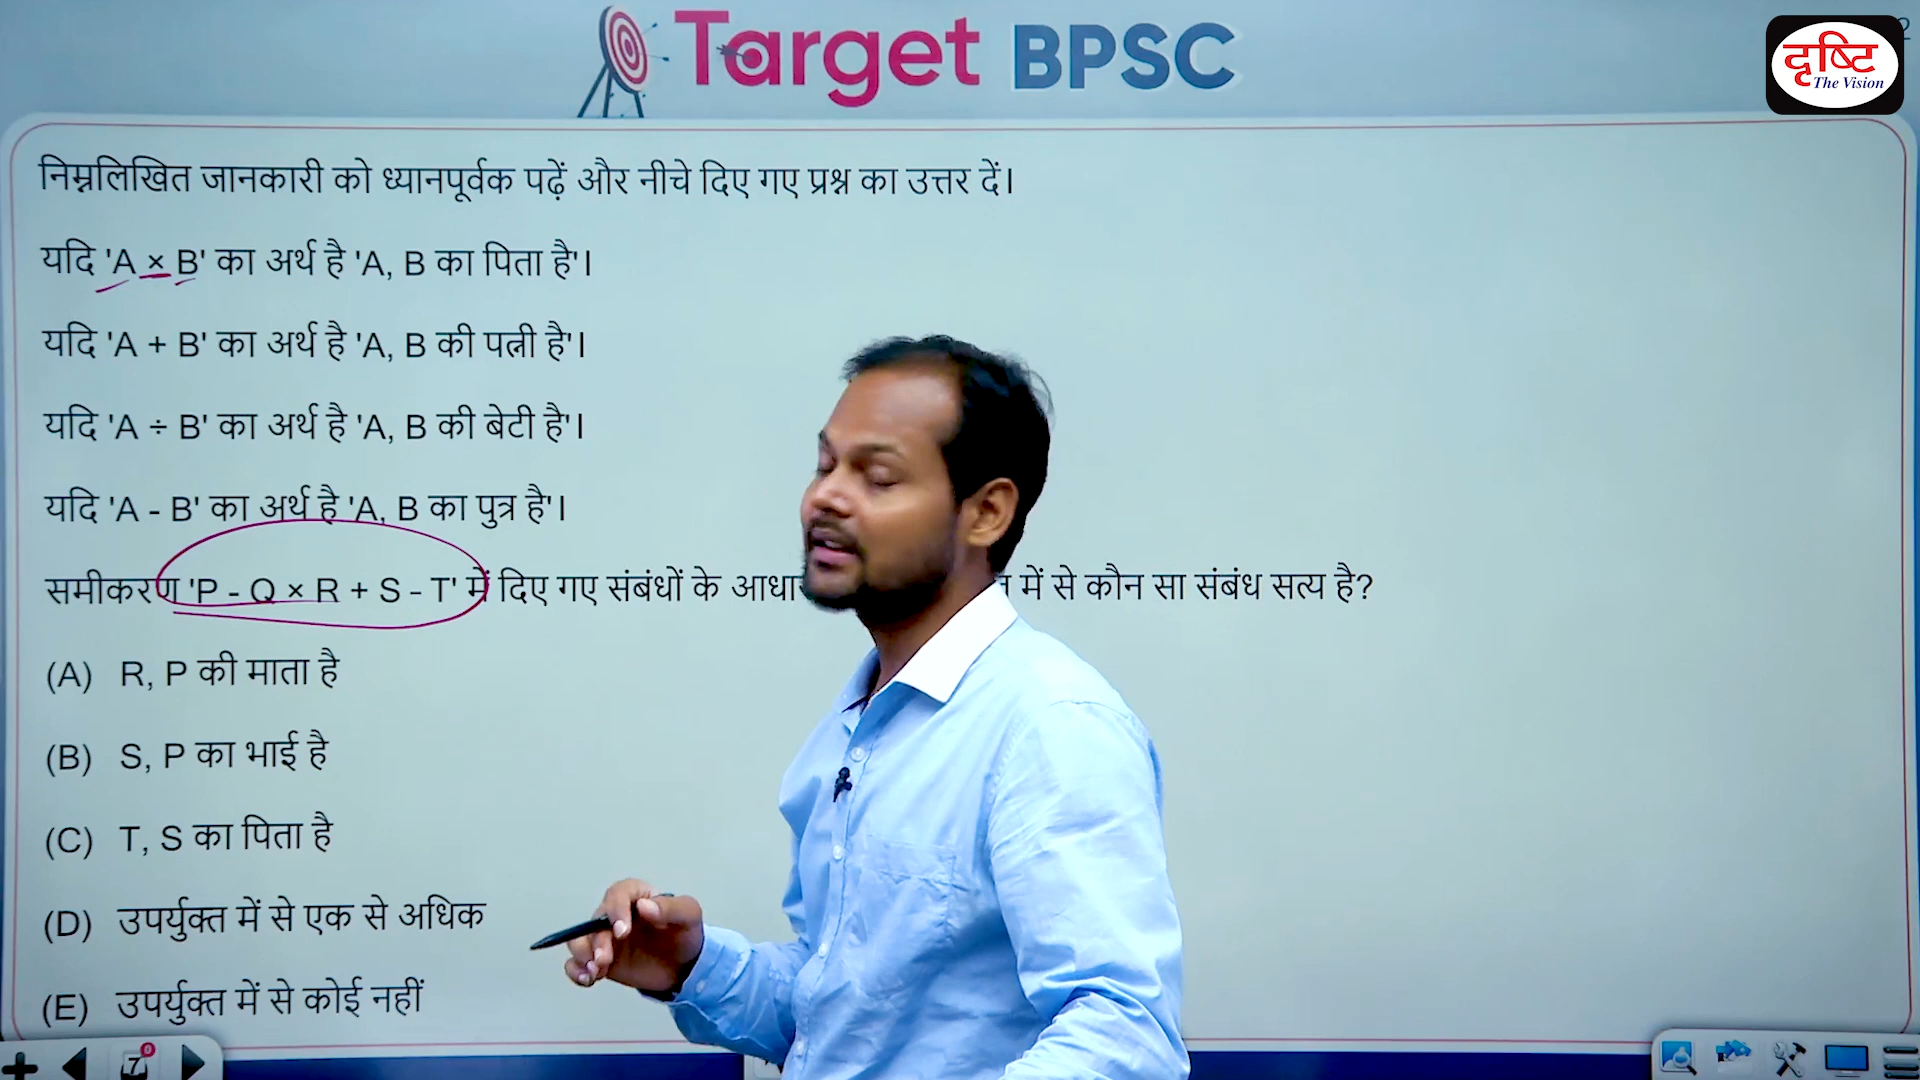 Target BPSC
दृष्टि
The Vision
निम्नलिखित जानकारी को ध्यानपूर्वक पढ़ें और नीचे दिए गए प्रश्न का उत्तर दें।
यदि 'A × B' का अर्थ है 'A, B का पिता है'।
यदि 'A + B' का अर्थ है 'A, B की पत्नी है'।
यदि 'A ÷ B' का अर्थ है 'A, B की बेटी है'।
यदि 'A - B' का अर्थ है 'A, B का पुत्र है'।
समीकरण 'P - Q × R + S - T' में दिए गए संबंधों के में से कौन सा संबंध सत्य है?
(A) R, P की माता है
(B) S, P का भाई है
(C) T, S का पिता है
(D) उपर्युक्त में से एक से अधिक
(E) उपर्युक्त में से कोई नहीं
7